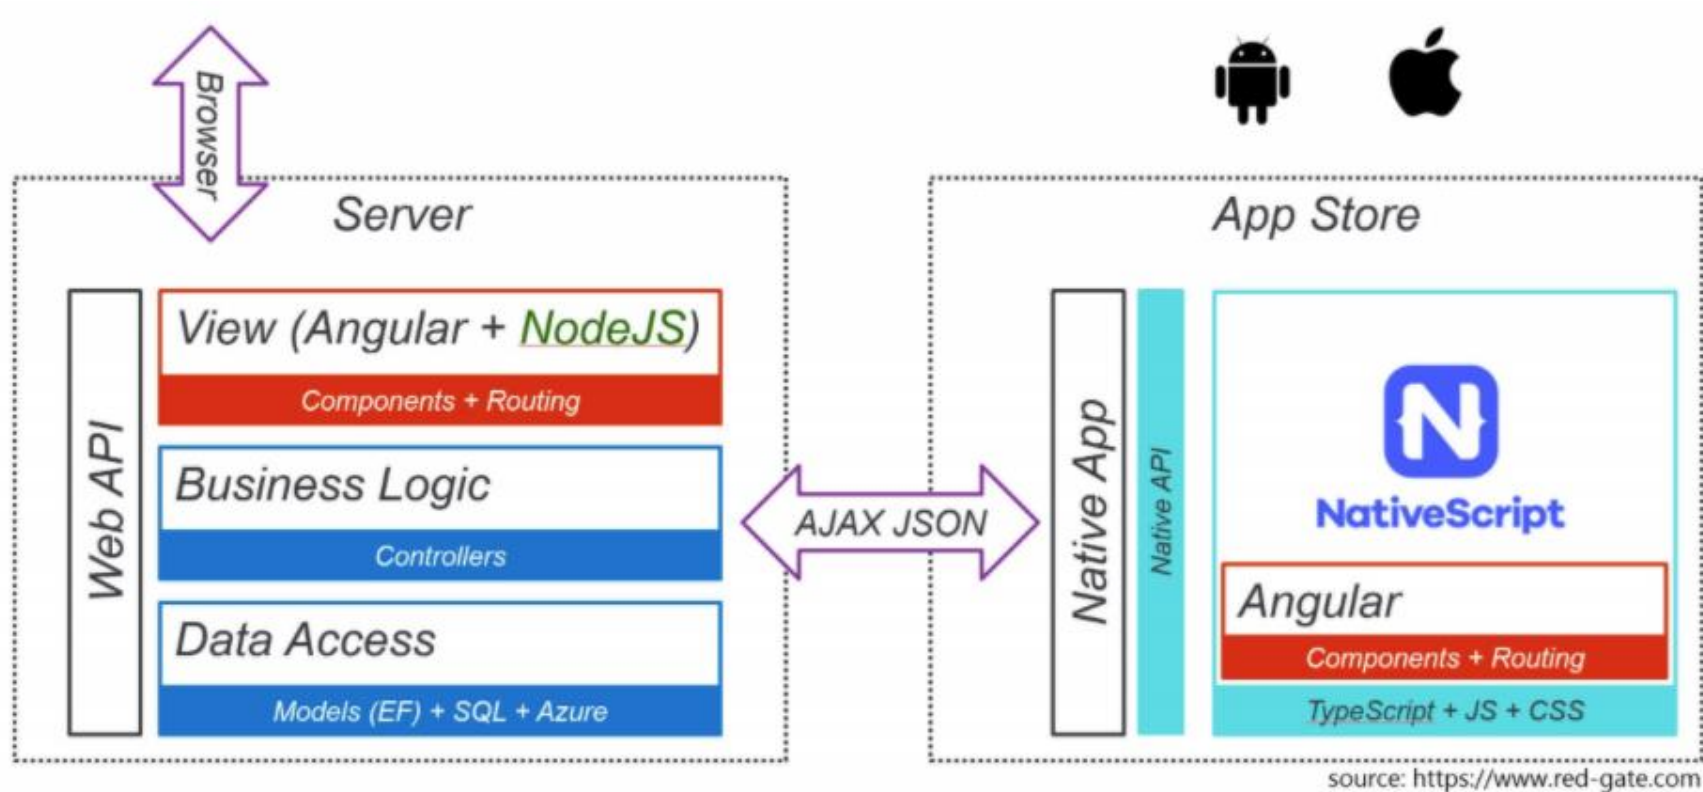 Browser
Server
Web API
View (Angular + NodeJS)
Components + Routing
Business Logic
Controllers
Data Access
Models (EF) + SQL + Azure
AJAX JSON
App Store
Native App
Native API
N
NativeScript
Angular
Components + Routing
TypeScript + JS + CSS
source: https://www.red-gate.com